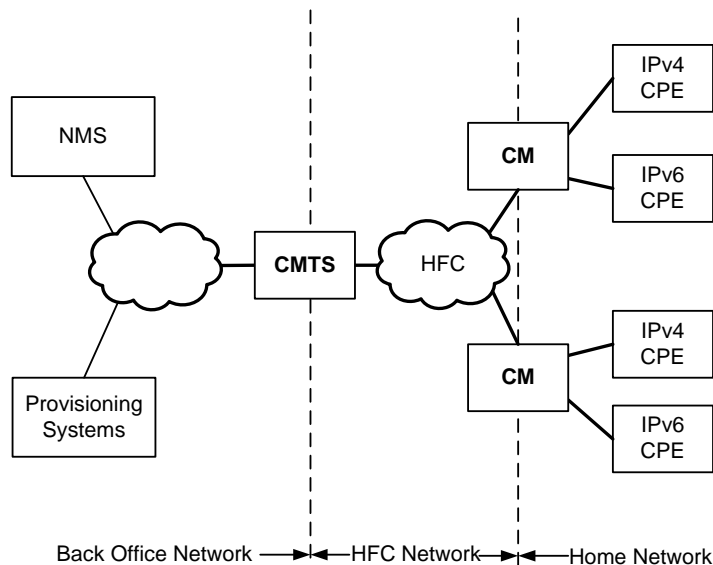 IPv4
CPE
NMS
CM
IPv6
CPE
CMTS
HFC
IPv4
CPE
CM
Provisioning
Systems
IPv6
CPE
Back Office Network
HFC Network
Home Network